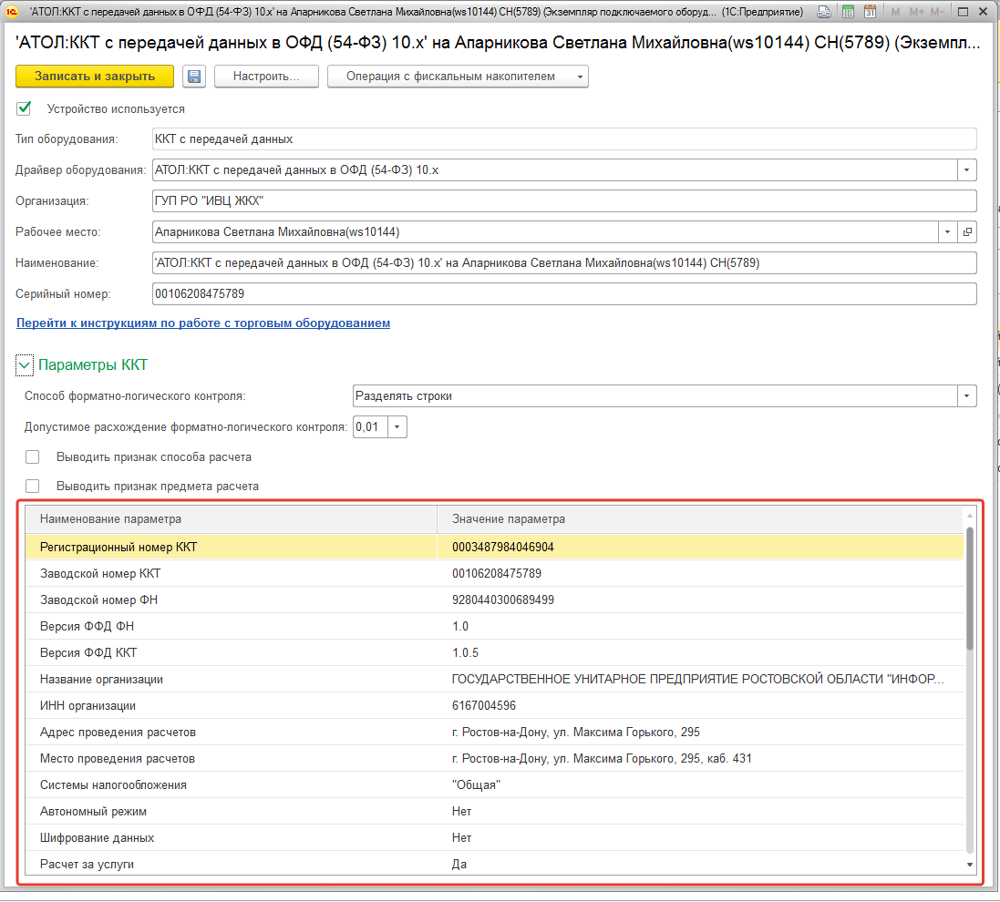 'АТОЛ:ККТ с передачей данных в ОФД (54-ФЗ) 10.x' на Апарникова Светлана Михайловна(ws10144) СН(5789) (Экземпляр подключаемого оборуд... (1С:Предприятие) 31 M M+ M-
'АТОЛ:ККТ с передачей данных в ОФД (54-ФЗ) 10.x' на Апарникова Светлана Михайловна(ws10144) СН(5789) (Экземпл...
Записать и закрыть Настроить... Операция с фискальным накопителем
Устройство используется
Тип оборудования: ККТ с передачей данных
Драйвер оборудования: АТОЛ:ККТ с передачей данных в ОФД (54-ФЗ) 10.x
Организация: ГУП РО "ИВЦ ЖКХ"
Рабочее место: Апарникова Светлана Михайловна(ws10144)
Наименование: 'АТОЛ:ККТ с передачей данных в ОФД (54-ФЗ) 10.x' на Апарникова Светлана Михайловна(ws10144) СН(5789)
Серийный номер: 00106208475789
Перейти к инструкциям по работе с торговым оборудованием
Параметры ККТ
Способ форматно-логического контроля: Разделять строки
Допустимое расхождение форматно-логического контроля: 0,01
Выводить признак способа расчета
Выводить признак предмета расчета
Наименование параметра Значение параметра
Регистрационный номер ККТ 0003487984046904
Заводской номер ККТ 00106208475789
Заводской номер ФН 9280440300689499
Версия ФФД ФН 1.0
Версия ФФД ККТ 1.0.5
Название организации ГОСУДАРСТВЕННОЕ УНИТАРНОЕ ПРЕДПРИЯТИЕ РОСТОВСКОЙ ОБЛАСТИ "ИНФОР...
ИНН организации 6167004596
Адрес проведения расчетов г. Ростов-на-Дону, ул. Максима Горького, 295
Место проведения расчетов г. Ростов-на-Дону, ул. Максима Горького, 295, каб. 431
Системы налогообложения "Общая"
Автономный режим Нет
Шифрование данных Нет
Расчет за услуги Да